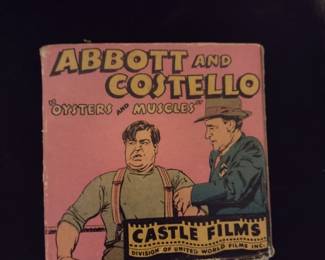 ABBOTT AND
COSTELLO
"OYSTERS AND MUSCLES"
CASTLE FILMS
DIVISION OF UNITED WORLD FILMS INC.